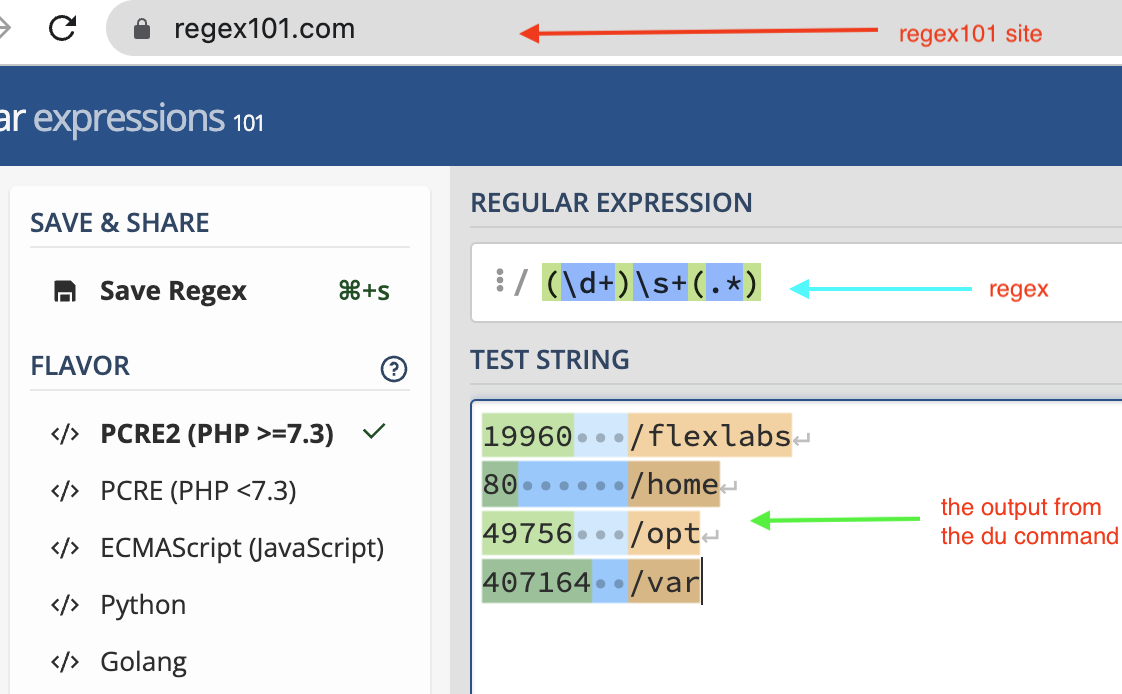 regex101.com
regex101 site
ar expressions 101
SAVE & SHARE
Save Regex
⌘+s
FLAVOR
?
</> PCRE2 (PHP >=7.3)
</> PCRE (PHP <7.3)
</> ECMAScript (JavaScript)
</> Python
</> Golang
REGULAR EXPRESSION
/ (\d+)\s+(.*)
regex
TEST STRING
19960···/flexlabs↵
80······/home↵
49756···/opt↵
407164··/var
the output from
the du command